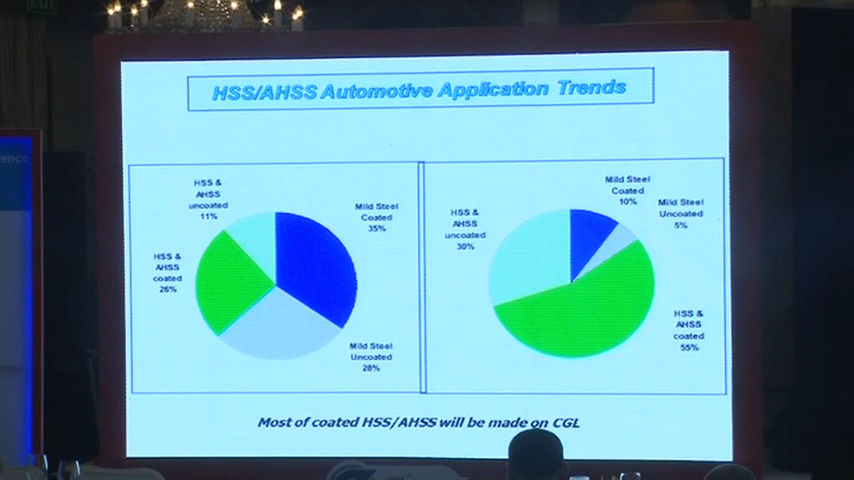 EXIT
ence
HSS/AHSS Automotive Application Trends
HSS &
AHSS
uncoated
11%
Mild Steel
Coated
35%
HSS &
AHSS
coated
26%
Mild Steel
Uncoated
28%
Mild Steel
Coated
10%
Mild Steel
Uncoated
5%
HSS &
AHSS
uncoated
30%
HSS &
AHSS
coated
55%
Most of coated HSS/AHSS will be made on CGL